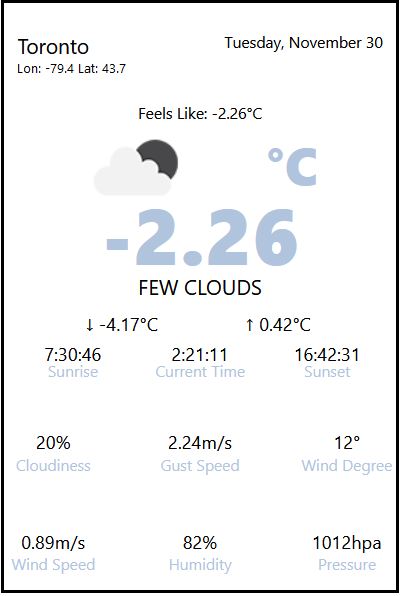 Toronto
Tuesday, November 30
Lon: -79.4 Lat: 43.7
Feels Like: -2.26°C
°C
-2.26
FEW CLOUDS
↓ -4.17°C ↑ 0.42°C
7:30:46 2:21:11 16:42:31
Sunrise Current Time Sunset
20% 2.24m/s 12°
Cloudiness Gust Speed Wind Degree
0.89m/s 82% 1012hpa
Wind Speed Humidity Pressure